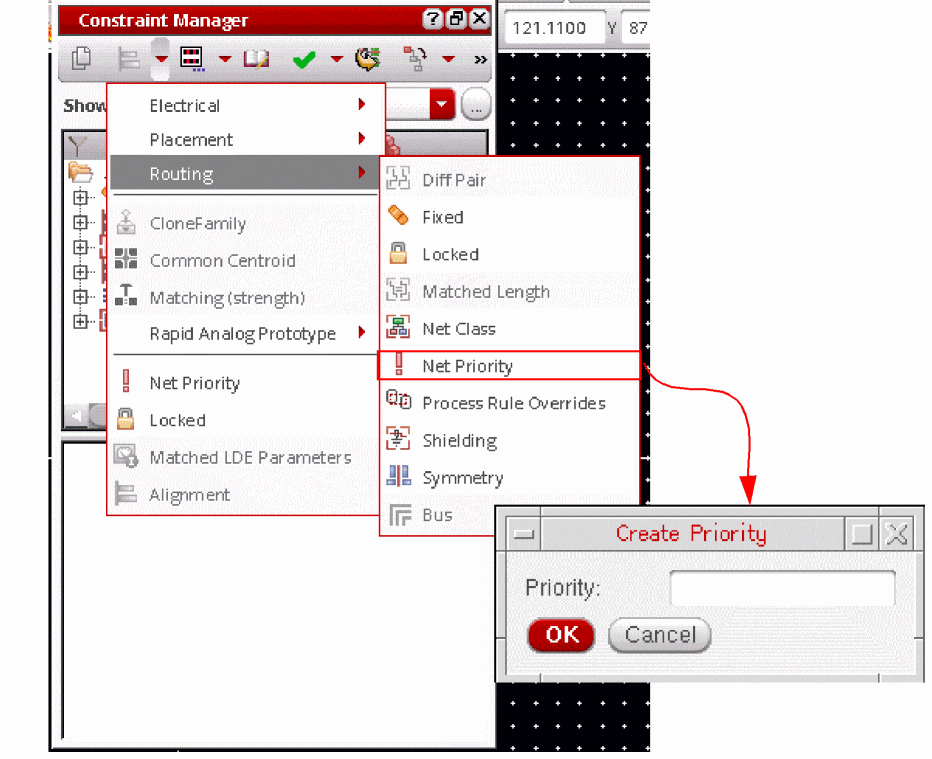 Constraint Manager
121.1100 Y 87
Show
Electrical
Placement
Routing
CloneFamily
Common Centroid
Matching (strength)
Rapid Analog Prototype
Net Priority
Locked
Matched LDE Parameters
Alignment
Diff Pair
Fixed
Locked
Matched Length
Net Class
Net Priority
Process Rule Overrides
Shielding
Symmetry
Bus
Create Priority
Priority:
OK Cancel